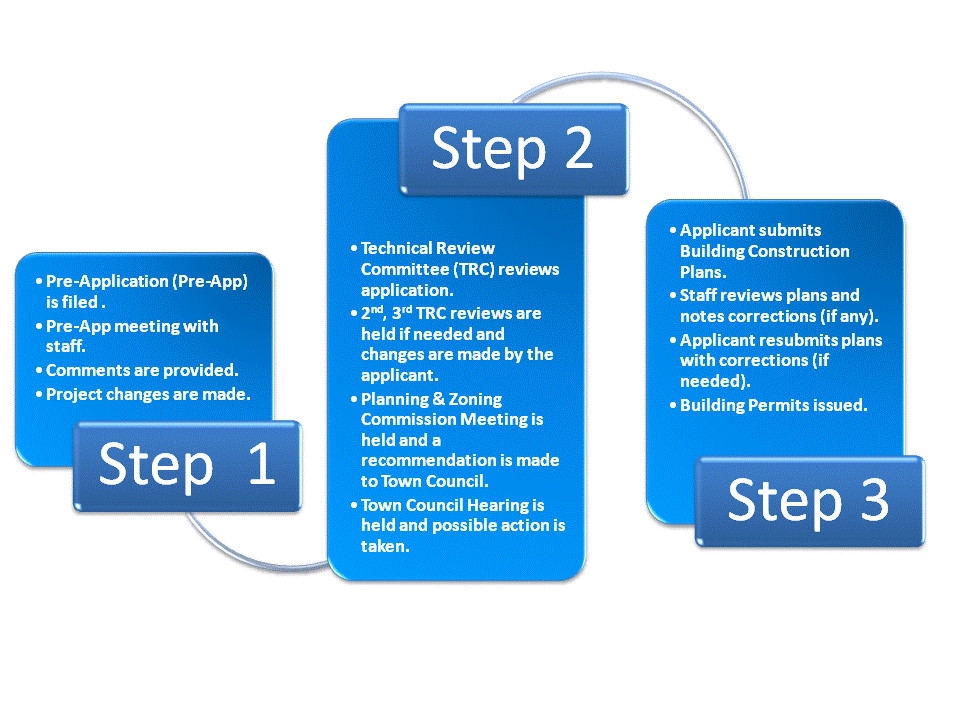 Step 1
• Pre-Application (Pre-App)
is filed .
• Pre-App meeting with
staff.
• Comments are provided.
• Project changes are made.
Step 2
• Technical Review
Committee (TRC) reviews
application.
• 2nd, 3rd TRC reviews are
held if needed and
changes are made by the
applicant.
• Planning & Zoning
Commission Meeting is
held and a
recommendation is made
to Town Council.
• Town Council Hearing is
held and possible action is
taken.
Step 3
• Applicant submits
Building Construction
Plans.
• Staff reviews plans and
notes corrections (if any).
• Applicant resubmits plans
with corrections (if
needed).
• Building Permits issued.